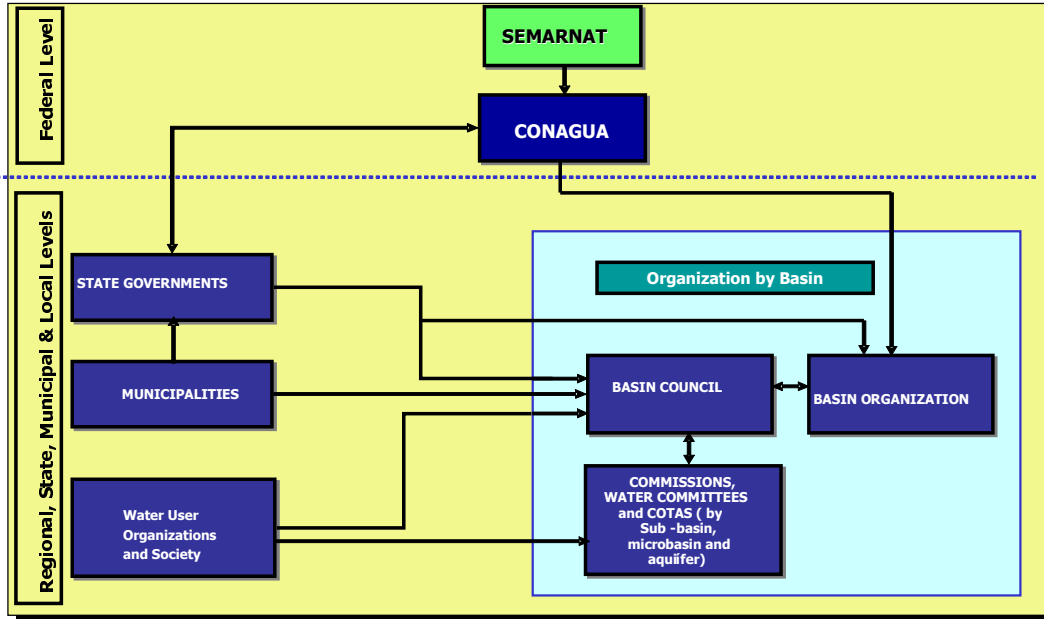 Federal Level
SEMARNAT
CONAGUA
Regional, State, Municipal & Local Levels
STATE GOVERNMENTS
MUNICIPALITIES
Water User
Organizations
and Society
Organization by Basin
BASIN COUNCIL
BASIN ORGANIZATION
COMMISSIONS,
WATER COMMITTEES
and COTAS ( by
Sub -basin,
microbasin and
aquiifer)